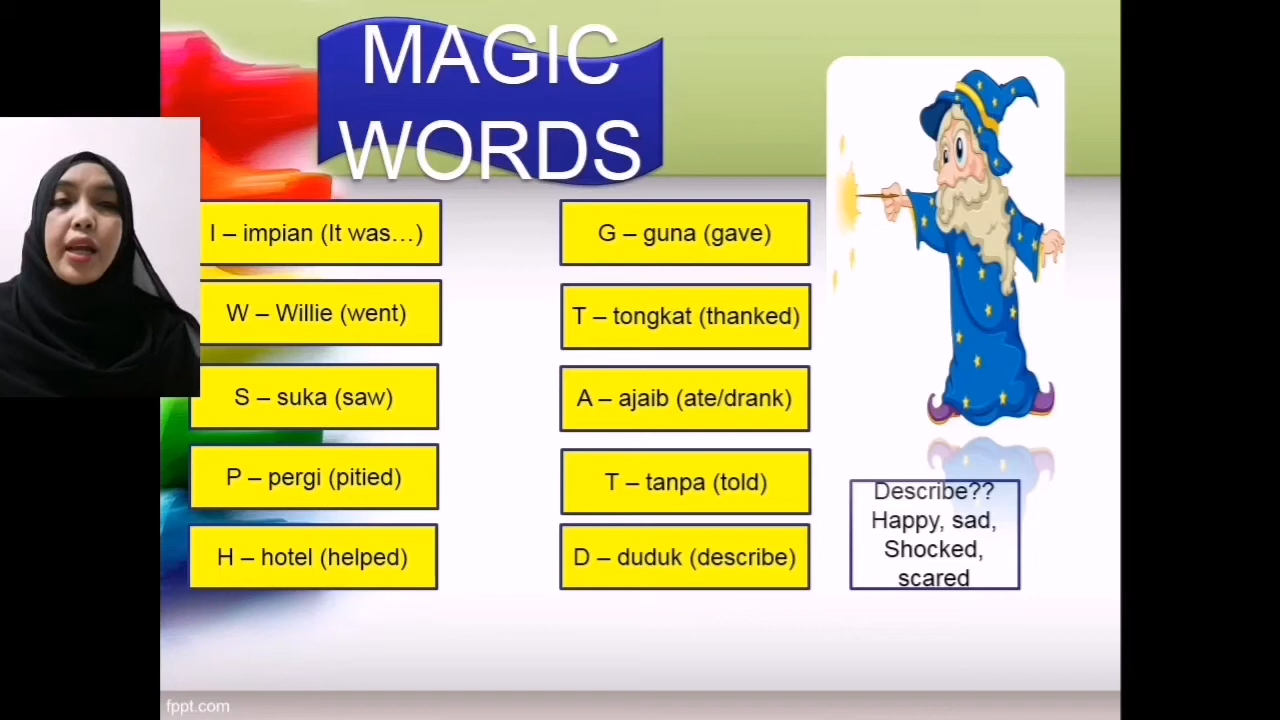 MAGIC
WORDS
I – impian (It was…)
W – Willie (went)
S – suka (saw)
P – pergi (pitied)
H – hotel (helped)
G – guna (gave)
T – tongkat (thanked)
A – ajaib (ate/drank)
T – tanpa (told)
D – duduk (describe)
Describe??
Happy, sad,
Shocked,
scared
fppt.com